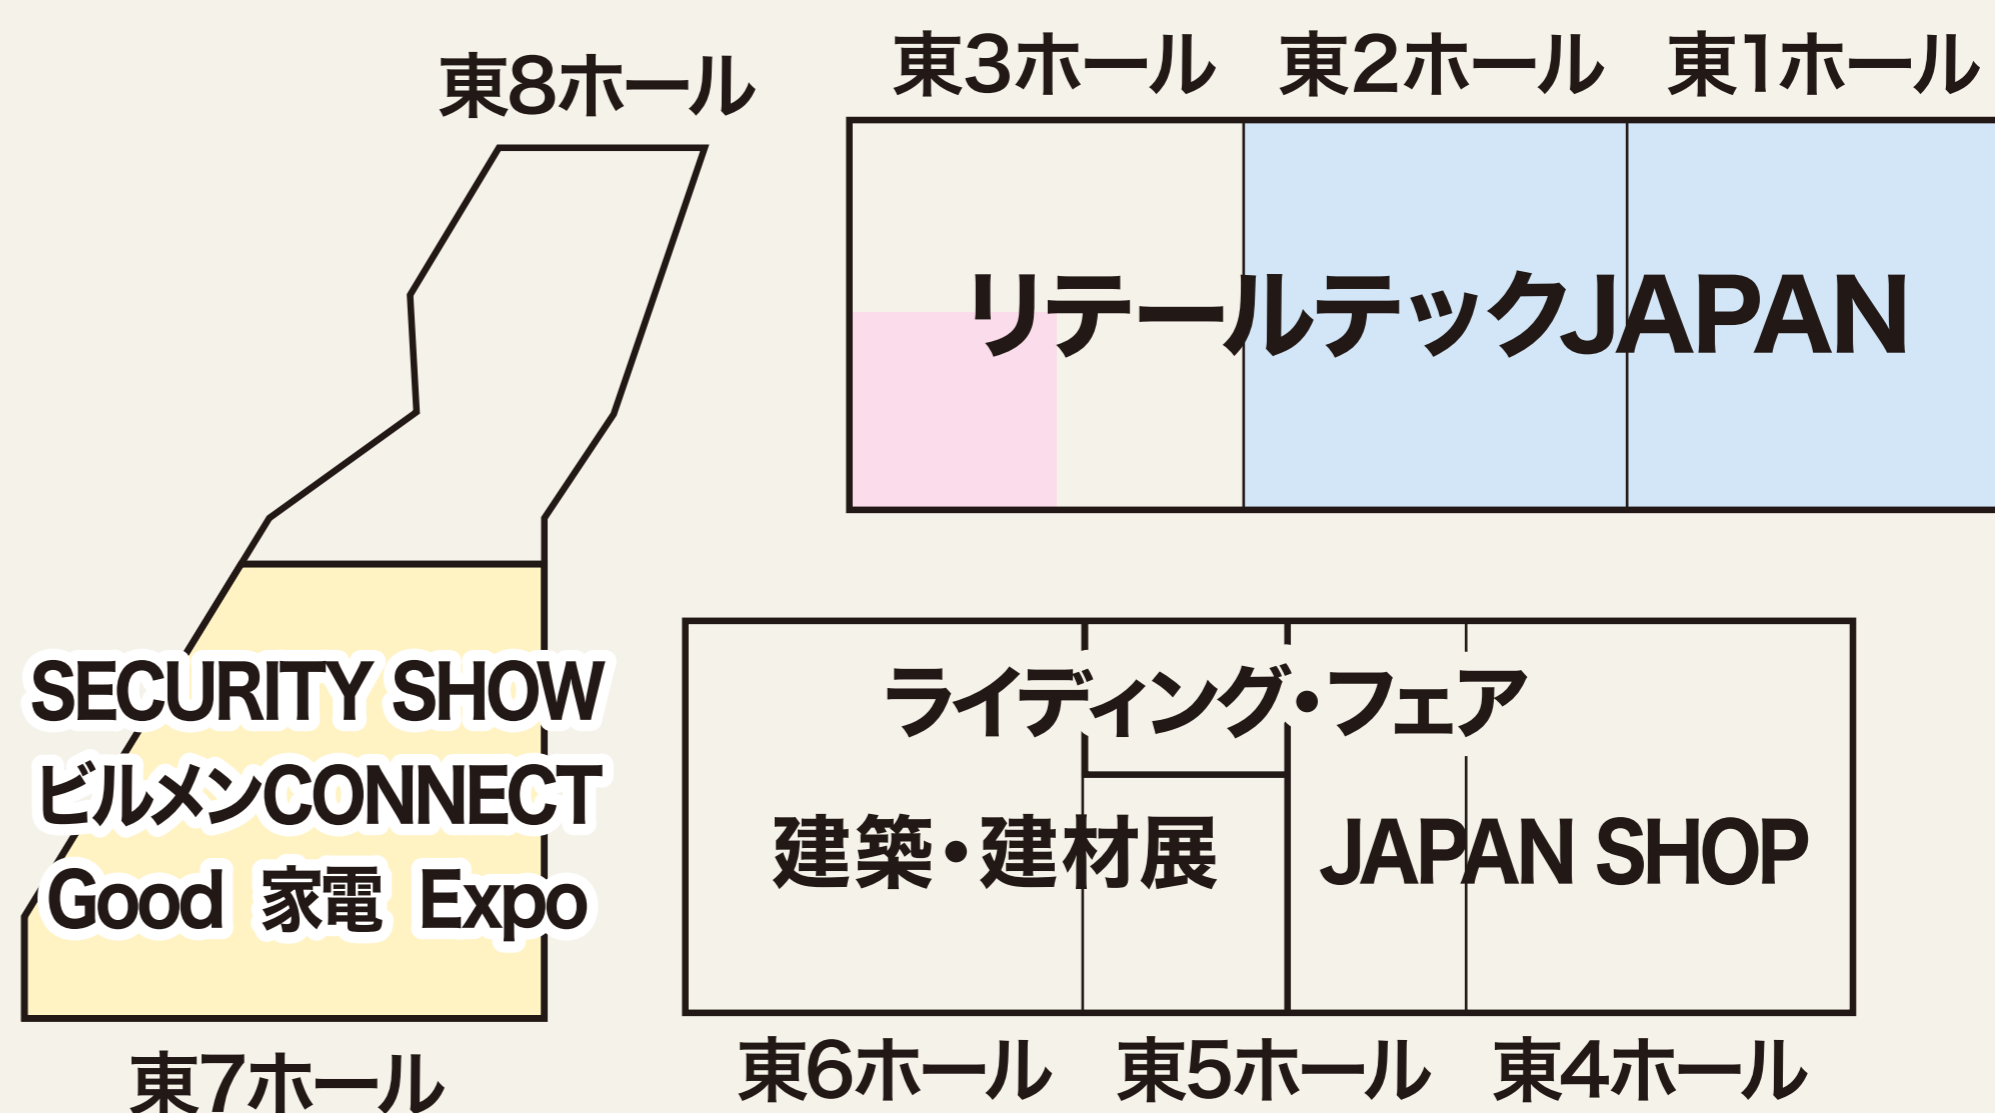 東8ホール
東3ホール
東2ホール
東1ホール
リテールテックJAPAN
SECURITY SHOW
ビルメンCONNECT
Good 家電 Expo
ライディング・フェア
建築・建材展
JAPAN SHOP
東7ホール
東6ホール
東5ホール
東4ホール